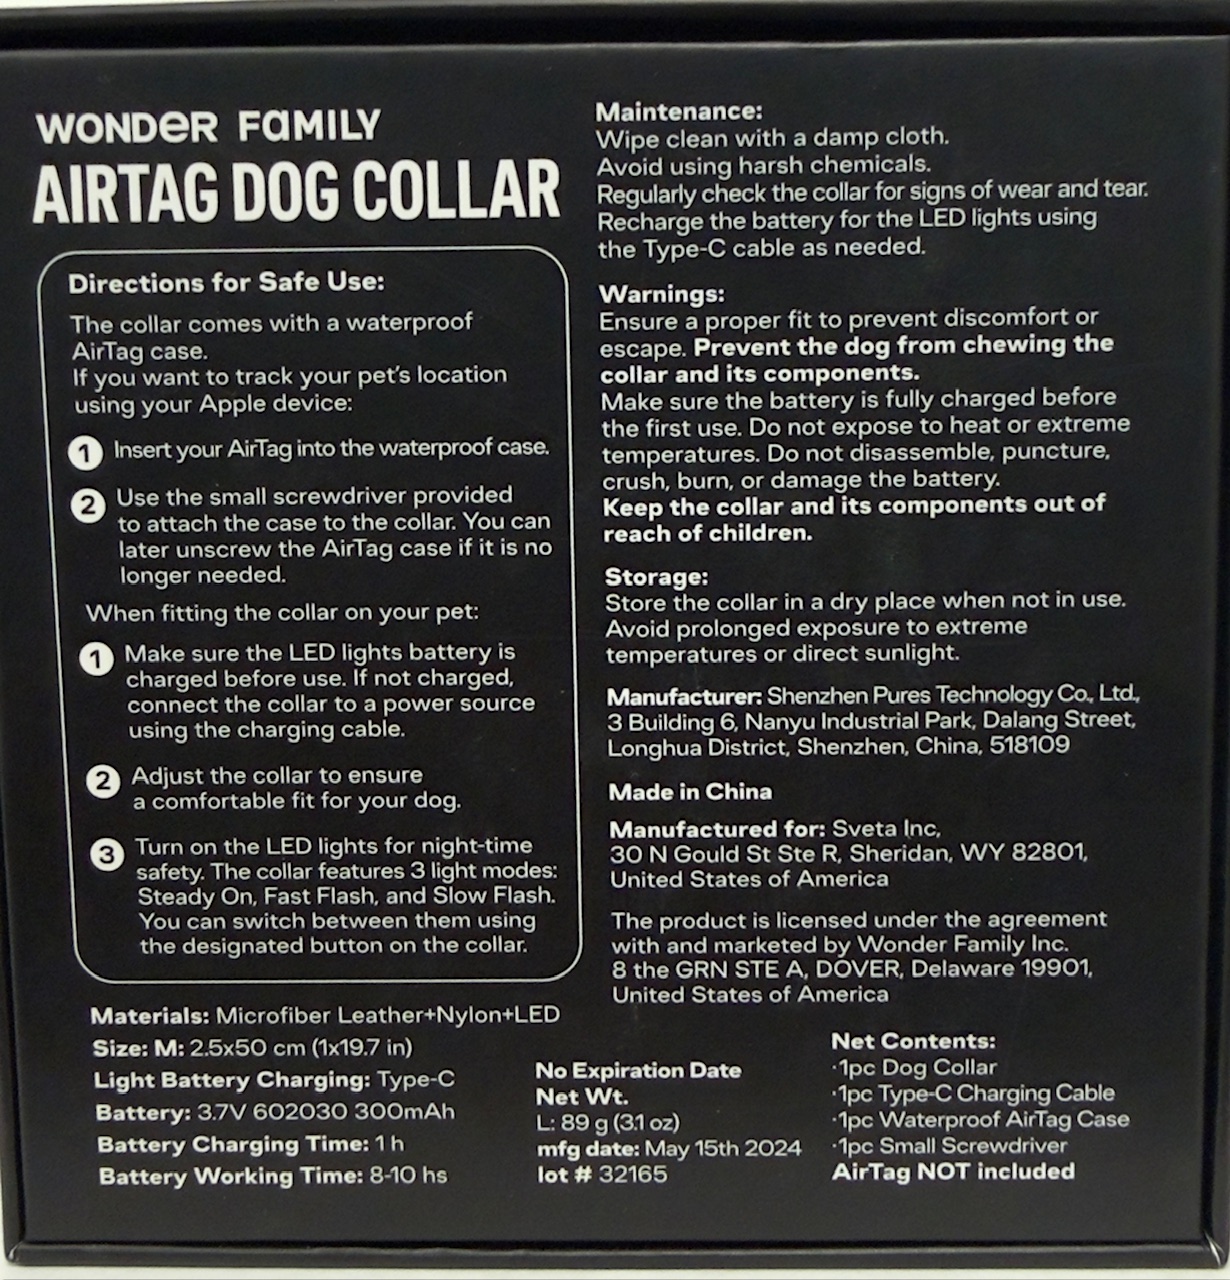 WONDER FAMILY
AIRTAG DOG COLLAR
Directions for Safe Use:
The collar comes with a waterproof
AirTag case.
If you want to track your pet's location
using your Apple device:
1 Insert your AirTag into the waterproof case.
2 Use the small screwdriver provided
to attach the case to the collar. You can
later unscrew the AirTag case if it is no
longer needed.
When fitting the collar on your pet:
1 Make sure the LED lights battery is
charged before use. If not charged,
connect the collar to a power source
using the charging cable.
2 Adjust the collar to ensure
a comfortable fit for your dog.
3 Turn on the LED lights for night-time
safety. The collar features 3 light modes:
Steady On, Fast Flash, and Slow Flash.
You can switch between them using
the designated button on the collar.
Materials: Microfiber Leather+Nylon+LED
Size: M: 2.5x50 cm (1x19.7 in)
Light Battery Charging: Type-C
Battery: 3.7V 602030 300mAh
Battery Charging Time: 1 h
Battery Working Time: 8-10 hs
Maintenance:
Wipe clean with a damp cloth.
Avoid using harsh chemicals.
Regularly check the collar for signs of wear and tear.
Recharge the battery for the LED lights using
the Type-C cable as needed.
Warnings:
Ensure a proper fit to prevent discomfort or
escape. Prevent the dog from chewing the
collar and its components.
Make sure the battery is fully charged before
the first use. Do not expose to heat or extreme
temperatures. Do not disassemble, puncture,
crush, burn, or damage the battery.
Keep the collar and its components out of
reach of children.
Storage:
Store the collar in a dry place when not in use.
Avoid prolonged exposure to extreme
temperatures or direct sunlight.
Manufacturer: Shenzhen Pures Technology Co., Ltd.,
3 Building 6, Nanyu Industrial Park, Dalang Street,
Longhua District, Shenzhen, China, 518109
Made in China
Manufactured for: Sveta Inc,
30 N Gould St Ste R, Sheridan, WY 82801,
United States of America
The product is licensed under the agreement
with and marketed by Wonder Family Inc.
8 the GRN STE A, DOVER, Delaware 19901,
United States of America
No Expiration Date
Net Wt.
L: 89 g (3.1 oz)
mfg date: May 15th 2024
lot # 32165
Net Contents:
·1pc Dog Collar
·1pc Type-C Charging Cable
·1pc Waterproof AirTag Case
·1pc Small Screwdriver
AirTag NOT included